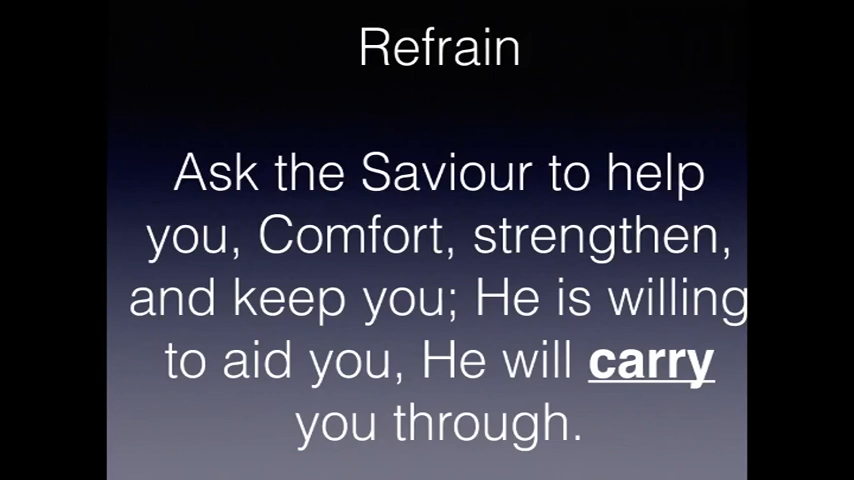 Refrain
Ask the Saviour to help
you, Comfort, strengthen,
and keep you; He is willing
to aid you, He will carry
you through.